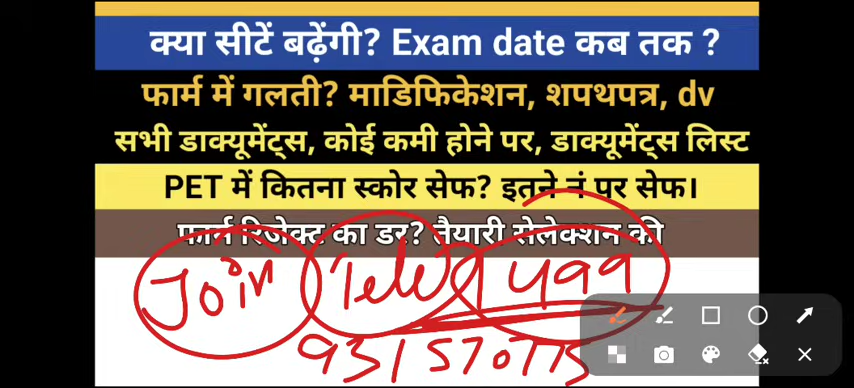 क्या सीटें बढ़ेंगी? Exam date कब तक ?
फार्म में गलती? माडिफिकेशन, शपथपत्र, dv
सभी डाक्यूमेंट्स, कोई कमी होने पर, डाक्यूमेंट्स लिस्ट
PET में कितना स्कोर सेफ? इतने नं पर सेफ।
फार्म रिजेक्ट का डर? तैयारी सेलेक्शन की
Join Tele 499